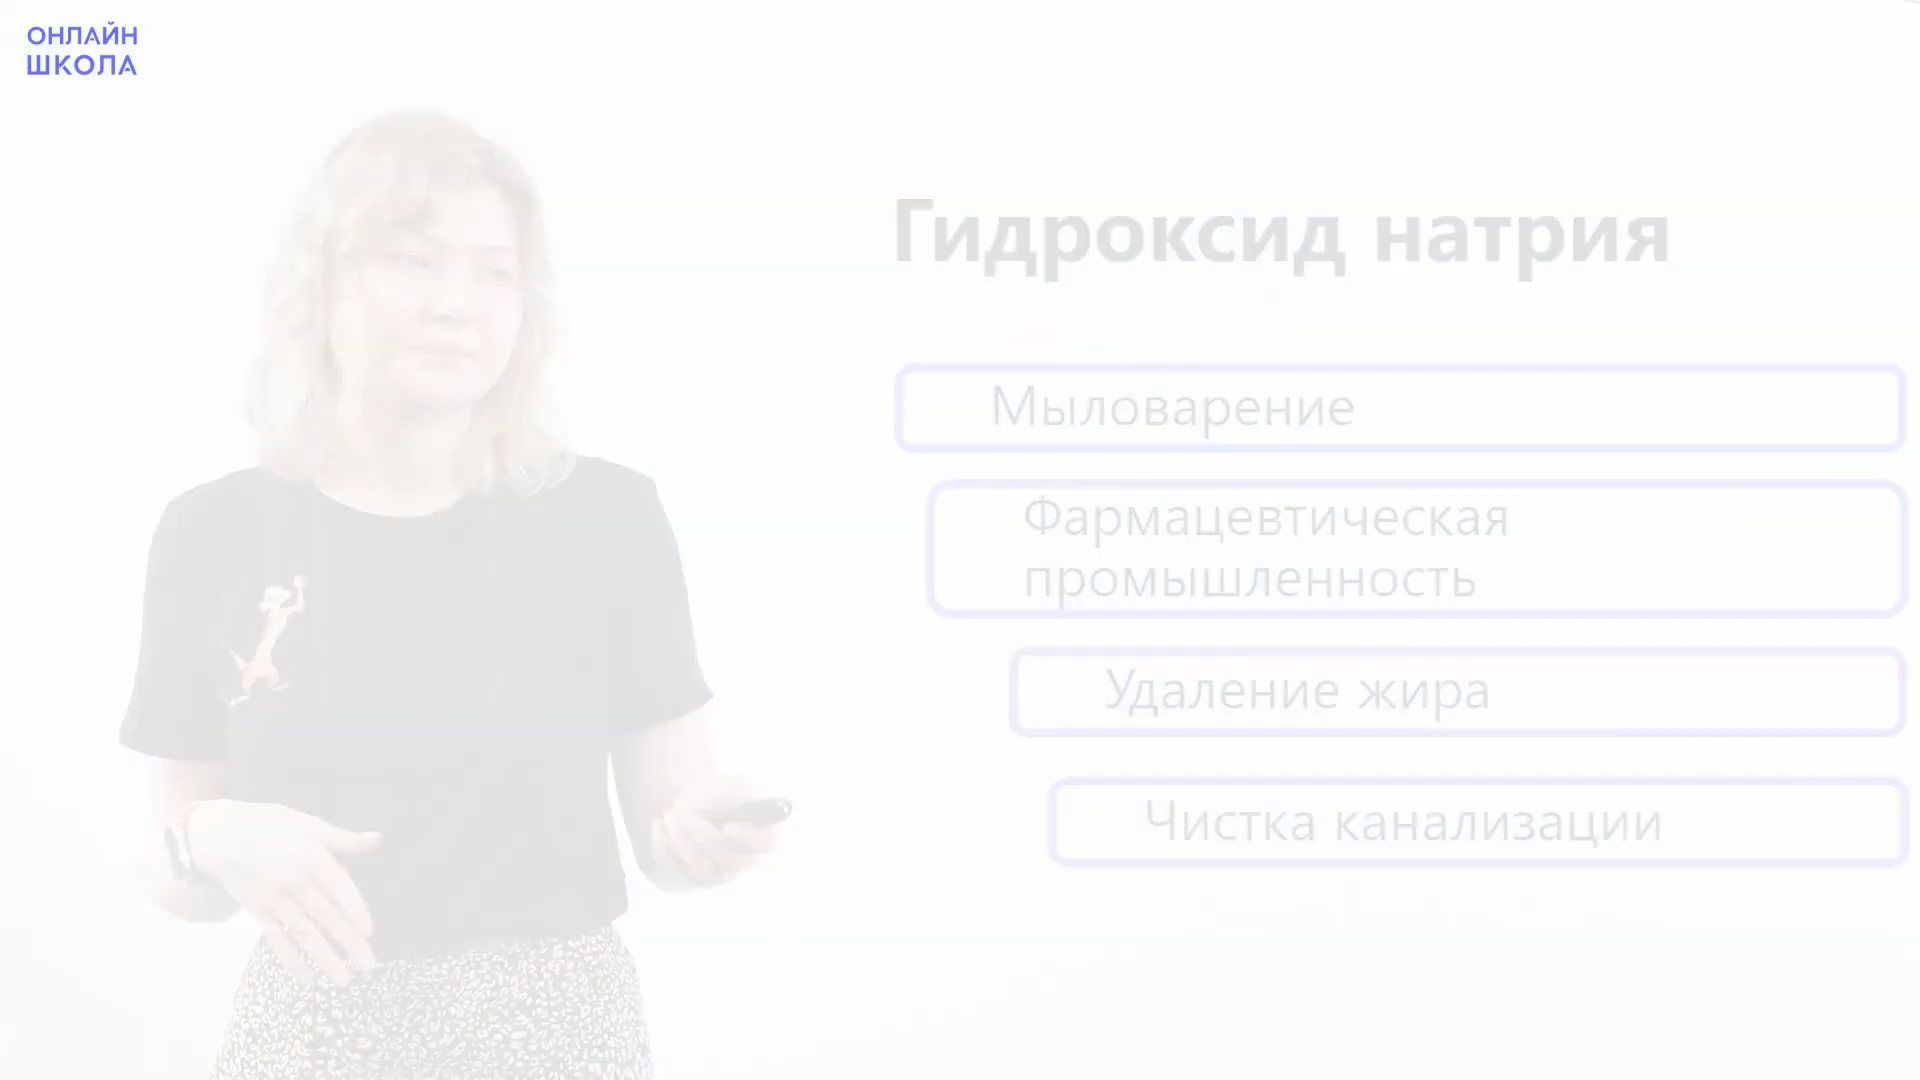 ОНЛАЙН
ШКОЛА
Гидроксид натрия
Мыловарение
Фармацевтическая
промышленность
Удаление жира
Чистка канализации